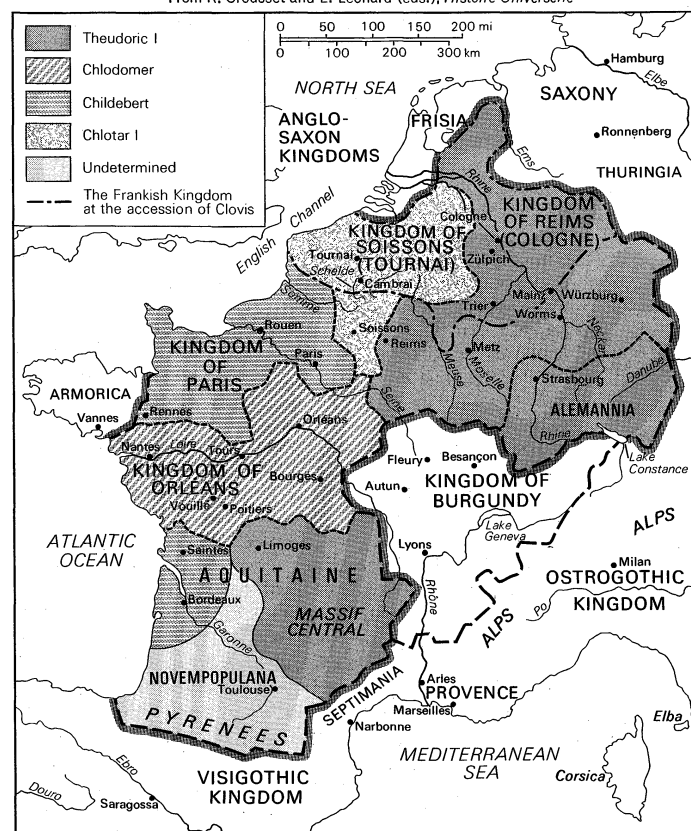 From R. Grousset and E. Léonard (eds.), Histoire Universelle
Theudoric I
Chlodomer
Childebert
Chlotar I
Undetermined
The Frankish Kingdom
at the accession of Clovis
0 50 100 150 200 mi
0 50 115 200 300 km
NORTH SEA
Hamburg
Elbe
SAXONY
ANGLO-
SAXON
KINGDOMS
FRISIA
Ronnenberg
Ems
THURINGIA
Rhine
English Channel
Cologne
KINGDOM
OF REIMS
(COLOGNE)
KINGDOM OF
SOISSONS
(TOURNAI)
Tournai
Zülpich
Schelde
Cambrai
Somme
Trier
Mainz
Würzburg
Worms
Rouen
Soissons
Reims
Neckar
KINGDOM
OF
PARIS
Paris
Metz
Meuse
Moselle
Strasbourg
Danube
ARMORICA
Seine
ALEMANNIA
Vannes
Rennes
Orléans
Rhine
Nantes
Loire
Tours
Fleury
Besançon
Lake
Constance
KINGDOM OF
ORLÉANS
Bourges
Autun
KINGDOM OF
BURGUNDY
Vouillé
Poitiers
Lake
Geneva
ALPS
ATLANTIC
OCEAN
Saintes
Limoges
Lyons
Milan
AQUITAINE
OSTROGOTHIC
KINGDOM
Bordeaux
MASSIF
CENTRAL
Rhône
ALPS
Po
Garonne
NOVEMPOPULANA
Toulouse
SEPTIMANIA
Arles
PROVENCE
Marseilles
PYRENEES
Narbonne
Elba
MEDITERRANEAN
SEA
Ebro
VISIGOTHIC
KINGDOM
Corsica
Douro
Saragossa